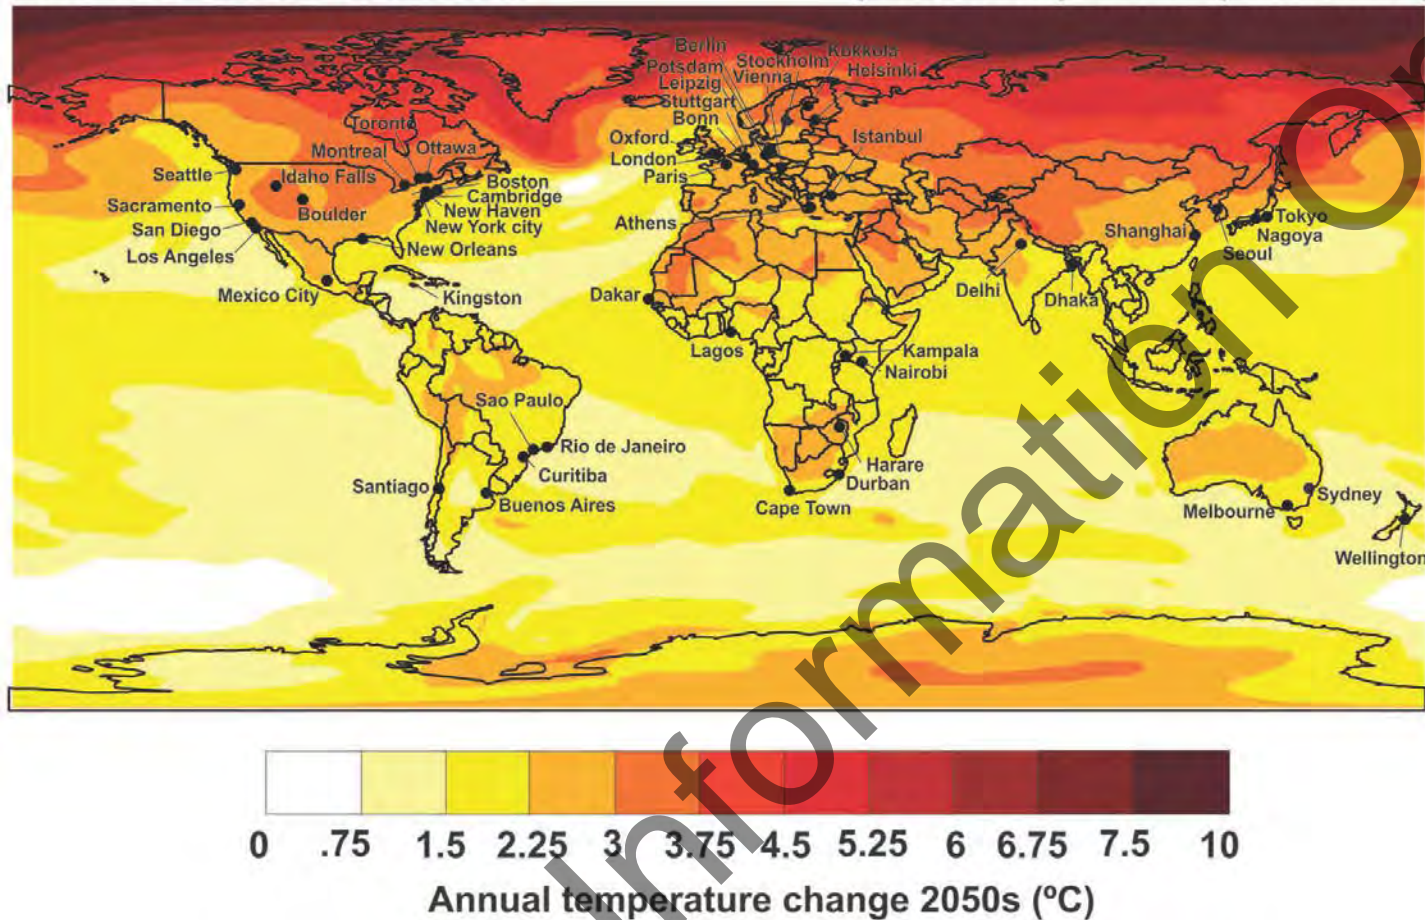 Berlin
Kokkola
Potsdam
Stockholm
Leipzig
Vienna
Helsinki
Stuttgart
Bonn
Toronto
Oxford
Istanbul
Montreal
Ottawa
London
Seattle
Idaho Falls
Paris
Boston
Cambridge
Sacramento
Boulder
New Haven
Athens
Tokyo
San Diego
New York city
Shanghai
Nagoya
Los Angeles
New Orleans
Seoul
Mexico City
Kingston
Dakar
Delhi
Dhaka
Lagos
Kampala
Nairobi
Sao Paulo
Rio de Janeiro
Harare
Curitiba
Durban
Santiago
Buenos Aires
Cape Town
Sydney
Melbourne
Wellington
Information On
0 .75 1.5 2.25 3 3.75 4.5 5.25 6 6.75 7.5 10
Annual temperature change 2050s (ºC)